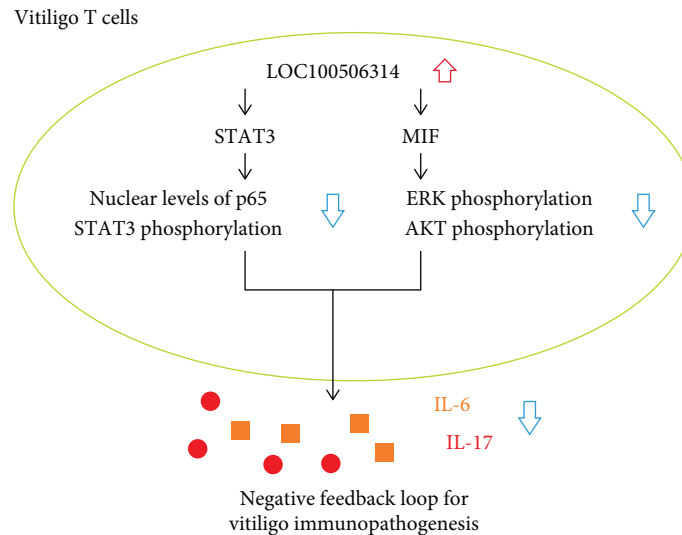 Vitiligo T cells
LOC100506314
STAT3
MIF
Nuclear levels of p65
STAT3 phosphorylation
ERK phosphorylation
AKT phosphorylation
IL-6
IL-17
Negative feedback loop for
vitiligo immunopathogenesis